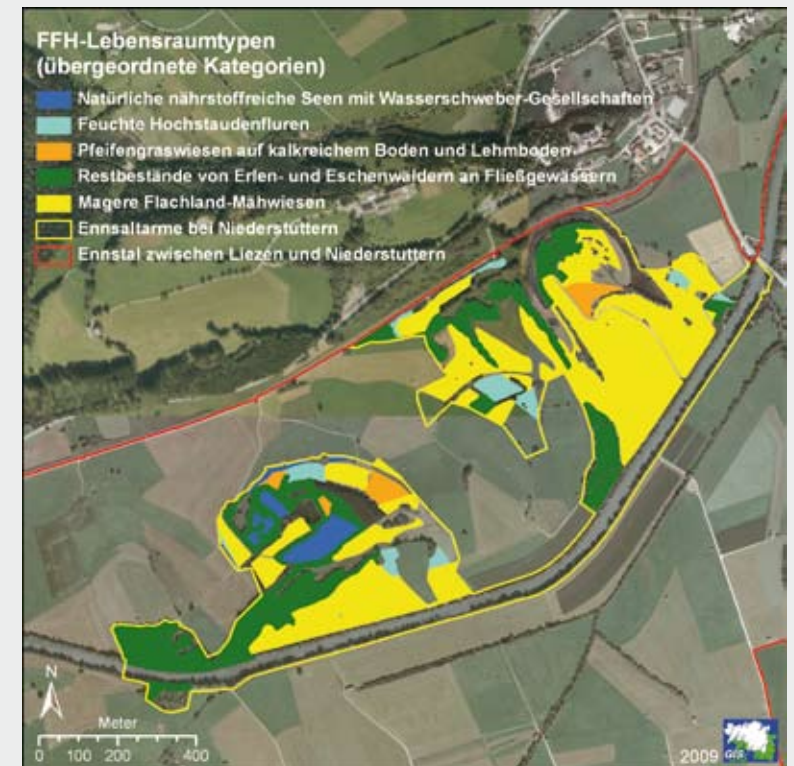 FFH-Lebensraumtypen
(übergeordnete Kategorien)
Natürliche nährstoffreiche Seen mit Wasserschweber-Gesellschaften
Feuchte Hochstaudenfluren
Pfeifengraswiesen auf kalkreichem Boden und Lehmboden
Restbestände von Erlen- und Eschenwäldern an Fließgewässern
Magere Flachland-Mähwiesen
Ennsaltarme bei Niederstuttern
Ennstal zwischen Liezen und Niederstuttern
N
Meter
0 100 200 400
2009 GIS